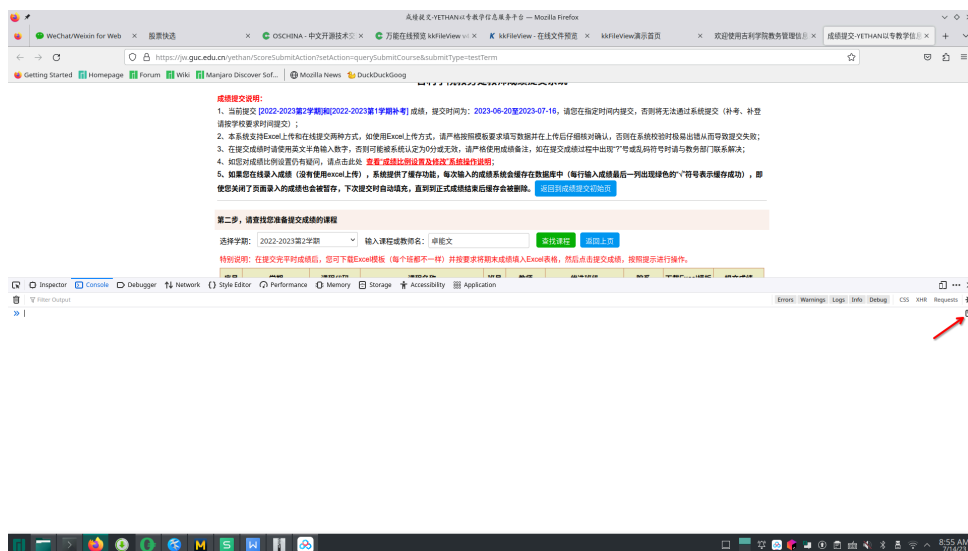 成绩提交-YETHAN以专教学信息服务平台 — Mozilla Firefox
WeChat/Weixin for Web
股票快选
OSCHINA - 中文开源技术交
万能在线预览 kkFileView
kkFileView - 在线文件预览
kkFileView演示首页
欢迎使用吉利学院教务管理信息
成绩提交-YETHAN以专教学信息
https://jw.guc.edu.cn/yethan/ScoreSubmitAction?setAction=querySubmitCourse&submitType=testTerm
Getting Started Homepage Forum Wiki Manjaro Discover Sof... Mozilla News DuckDuckGoog
成绩提交说明：
1、当前提交 [2022-2023第2学期]和[2022-2023第1学期补考] 成绩，提交时间为：2023-06-20至2023-07-16，请您在指定时间内提交，否则将无法通过系统提交（补考、补登
请按学校要求时间提交）；
2、本系统支持Excel上传和在线提交两种方式，如使用Excel上传方式，请严格按照模板要求填写数据并在上传后仔细核对确认，否则在系统校验时极易出错从而导致提交失败；
3、在提交成绩时请使用英文半角输入数字，否则可能被系统认定为0分或无效，请严格使用成绩备注，如在提交成绩过程中出现"?"号或乱码符号时请与教务部门联系解决；
4、如您对成绩比例设置仍有疑问，请点击此处 查看"成绩比例设置及修改"系统操作说明；
5、如果您在线录入成绩（没有使用excel上传），系统提供了缓存功能，每次输入的成绩系统会缓存在数据库中（每行输入成绩最后一列出现绿色的"√"符号表示缓存成功），即
使您关闭了页面录入的成绩也会被暂存，下次提交时自动填充，直到到正式成绩结束后缓存会被删除。 返回到成绩提交初始页
第二步，请查找您准备提交成绩的课程
选择学期： 2022-2023第2学期 输入课程或教师名： 卓能文 查找课程 返回上页
特别说明：在提交完平时成绩后，您可下载Excel模板（每个班都不一样）并按要求将期末成绩填入Excel表格，然后点击提交成绩，按照提示进行操作。
Inspector Console Debugger Network Style Editor Performance Memory Storage Accessibility Application
Filter Output Errors Warnings Logs Info Debug CSS XHR Requests
8:55 AM
7/14/23